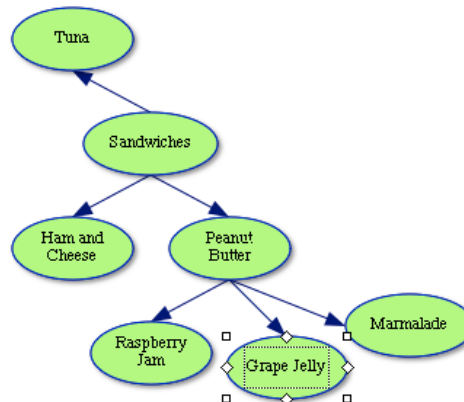 Tuna
Sandwiches
Ham and
Cheese
Peanut
Butter
Raspberry
Jam
Grape Jelly
Marmalade